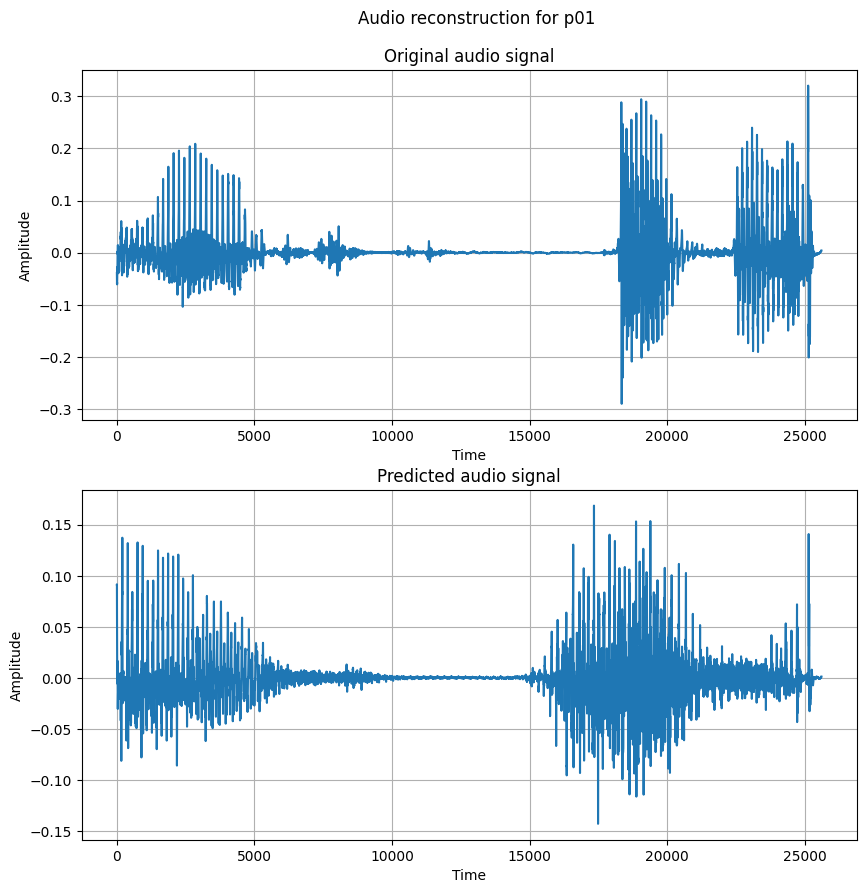 Audio reconstruction for p01
Original audio signal
0.3
0.2
0.1
0.0
−0.1
−0.2
−0.3
Amplitude
0 5000 10000 15000 20000 25000
Time
Predicted audio signal
0.15
0.10
0.05
0.00
−0.05
−0.10
−0.15
Amplitude
0 5000 10000 15000 20000 25000
Time